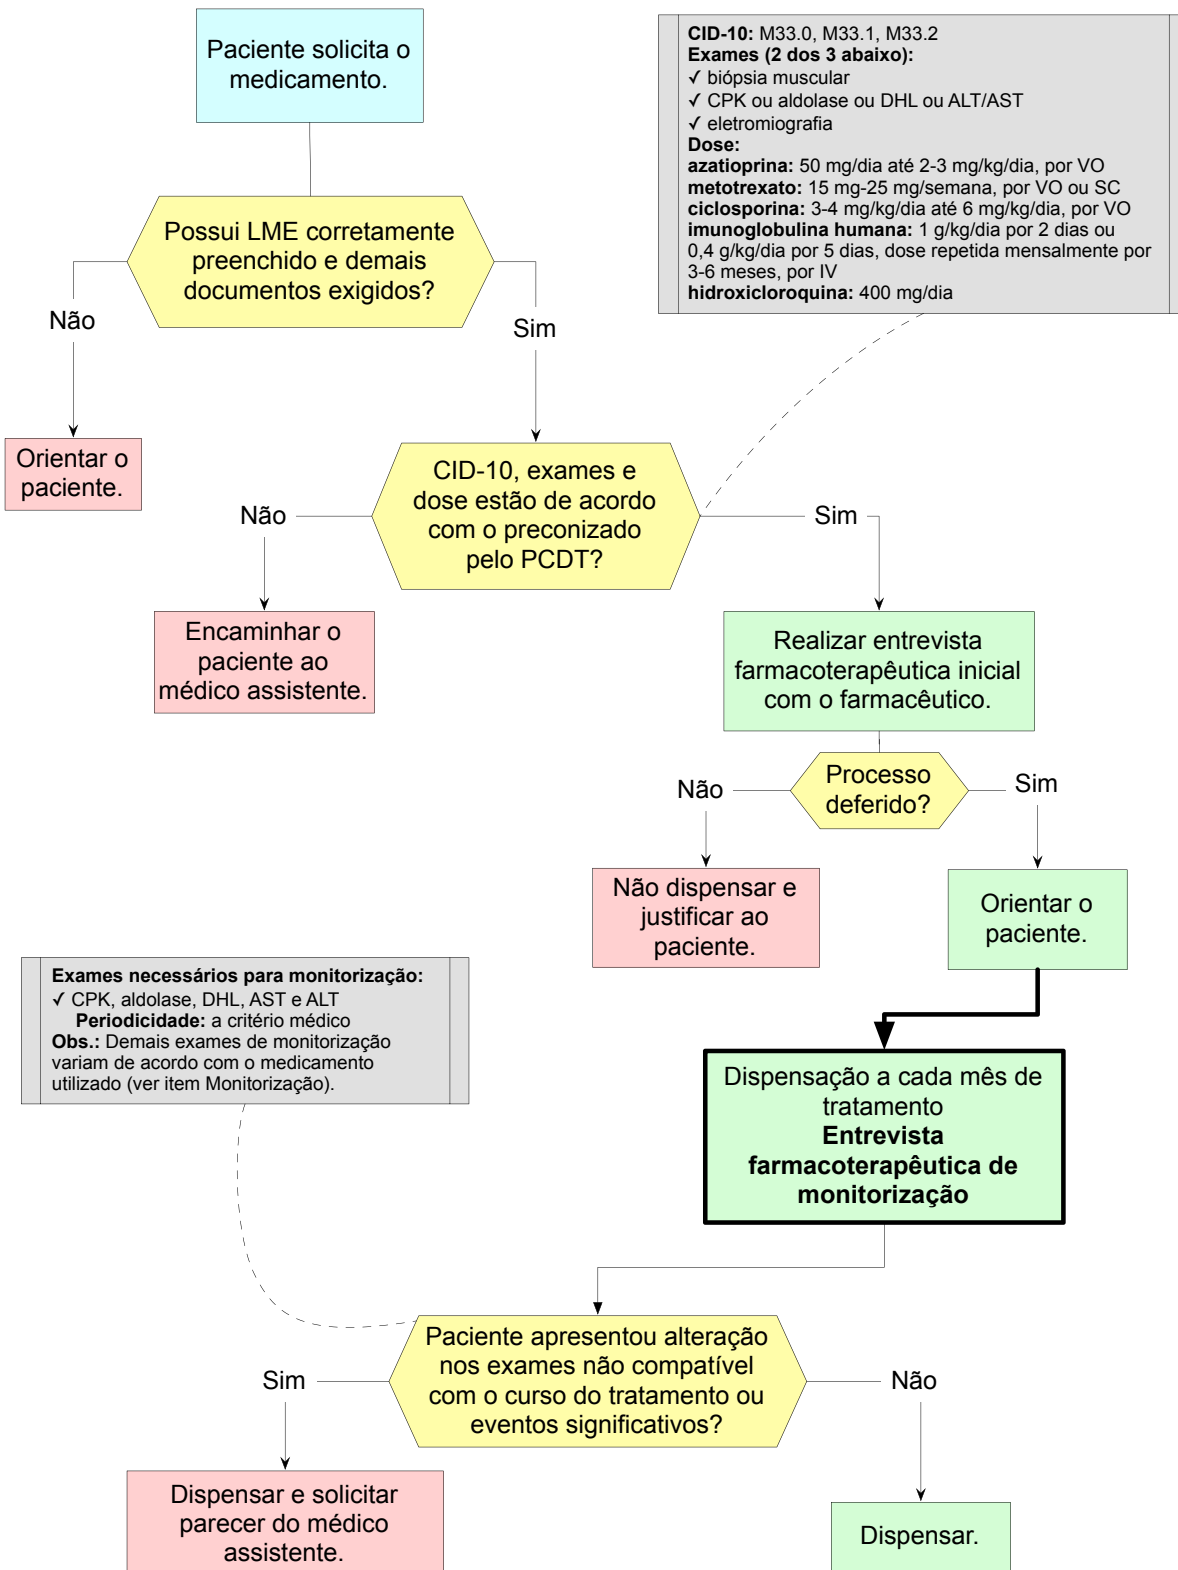 Paciente solicita o
medicamento.
CID-10: M33.0, M33.1, M33.2
Exames (2 dos 3 abaixo):
✓ biópsia muscular
✓ CPK ou aldolase ou DHL ou ALT/AST
✓ eletromiografia
Dose:
azatioprina: 50 mg/dia até 2-3 mg/kg/dia, por VO
metotrexato: 15 mg-25 mg/semana, por VO ou SC
ciclosporina: 3-4 mg/kg/dia até 6 mg/kg/dia, por VO
imunoglobulina humana: 1 g/kg/dia por 2 dias ou
0,4 g/kg/dia por 5 dias, dose repetida mensalmente por
3-6 meses, por IV
hidroxicloroquina: 400 mg/dia
Possui LME corretamente
preenchido e demais
documentos exigidos?
Não
Sim
Orientar o
paciente.
CID-10, exames e
dose estão de acordo
com o preconizado
pelo PCDT?
Não
Sim
Encaminhar o
paciente ao
médico assistente.
Realizar entrevista
farmacoterapêutica inicial
com o farmacêutico.
Processo
deferido?
Não
Sim
Não dispensar e
justificar ao
paciente.
Orientar o
paciente.
Exames necessários para monitorização:
✓ CPK, aldolase, DHL, AST e ALT
Periodicidade: a critério médico
Obs.: Demais exames de monitorização
variam de acordo com o medicamento
utilizado (ver item Monitorização).
Dispensação a cada mês de
tratamento
Entrevista
farmacoterapêutica de
monitorização
Paciente apresentou alteração
nos exames não compatível
com o curso do tratamento ou
eventos significativos?
Sim
Não
Dispensar e solicitar
parecer do médico
assistente.
Dispensar.